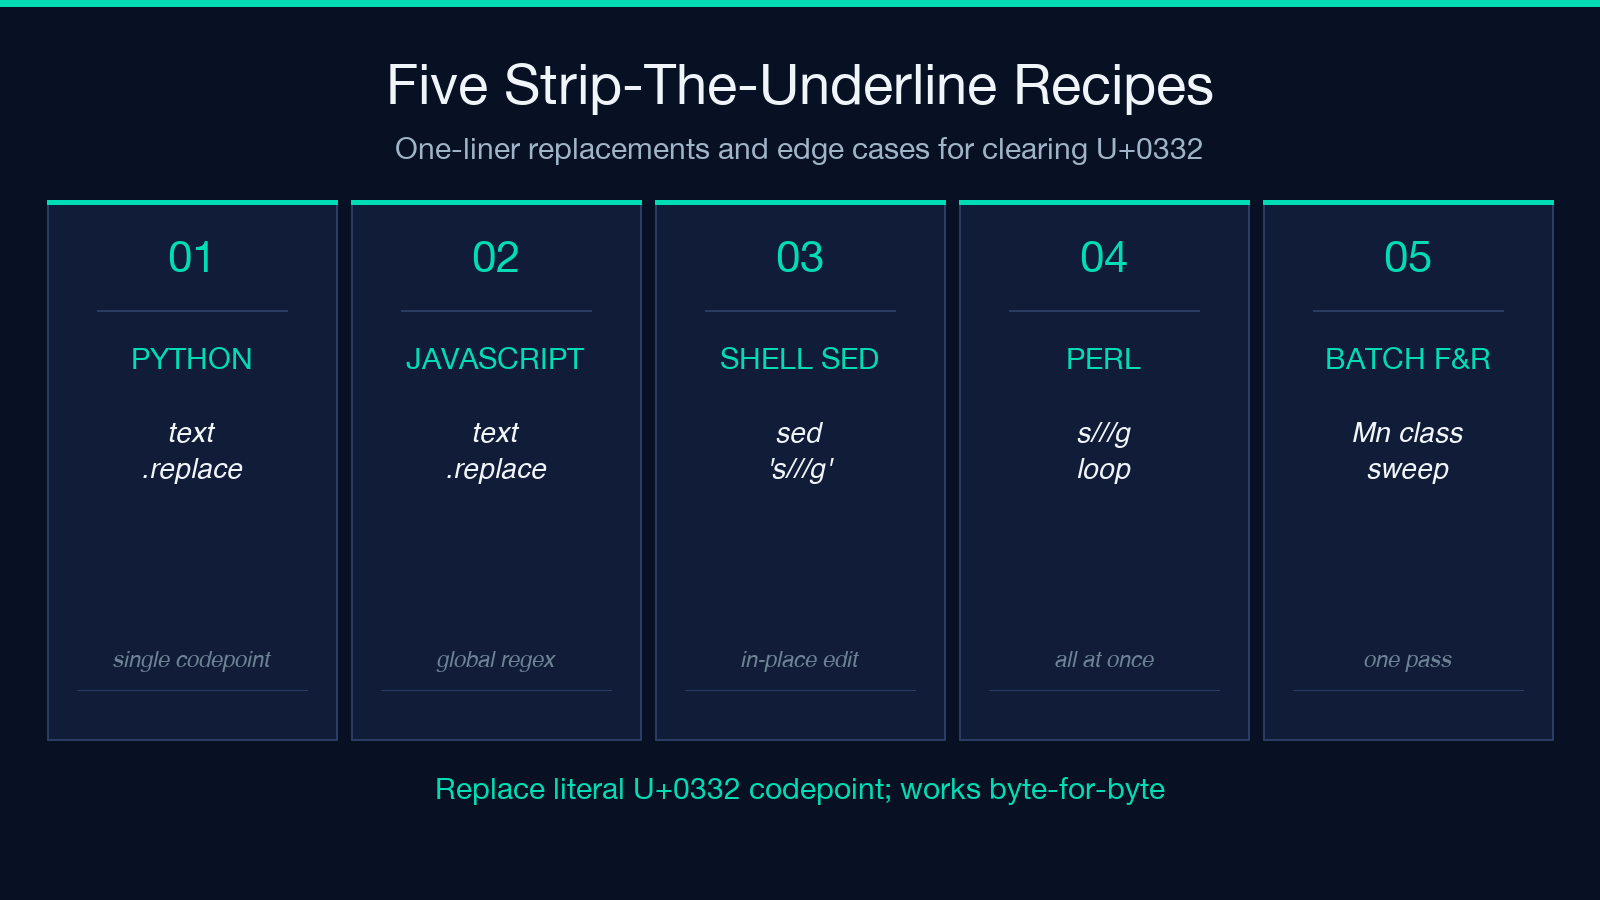 Five Strip-The-Underline Recipes
One-liner replacements and edge cases for clearing U+0332
01
PYTHON
text
.replace
single codepoint
02
JAVASCRIPT
text
.replace
global regex
03
SHELL SED
sed
's///g'
in-place edit
04
PERL
s///g
loop
all at once
05
BATCH F&R
Mn class
sweep
one pass
Replace literal U+0332 codepoint; works byte-for-byte